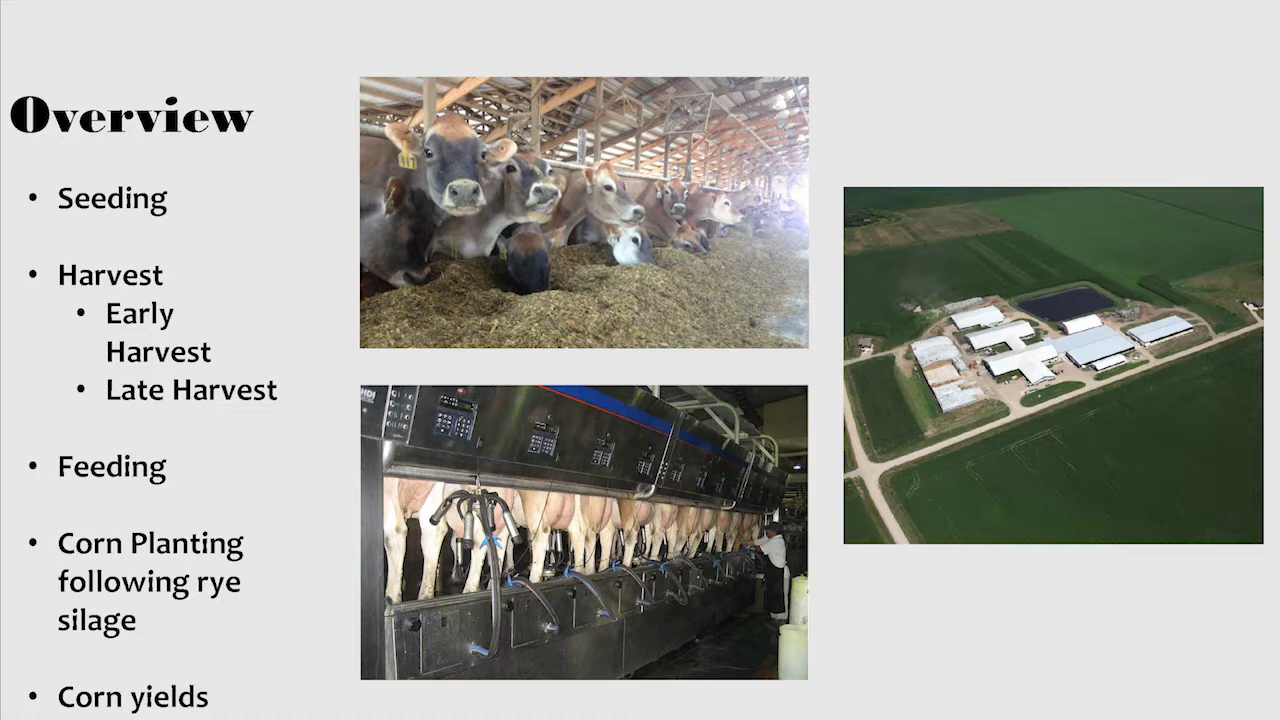 Overview
• Seeding
• Harvest
• Early
Harvest
• Late Harvest
• Feeding
• Corn Planting
following rye
silage
• Corn yields